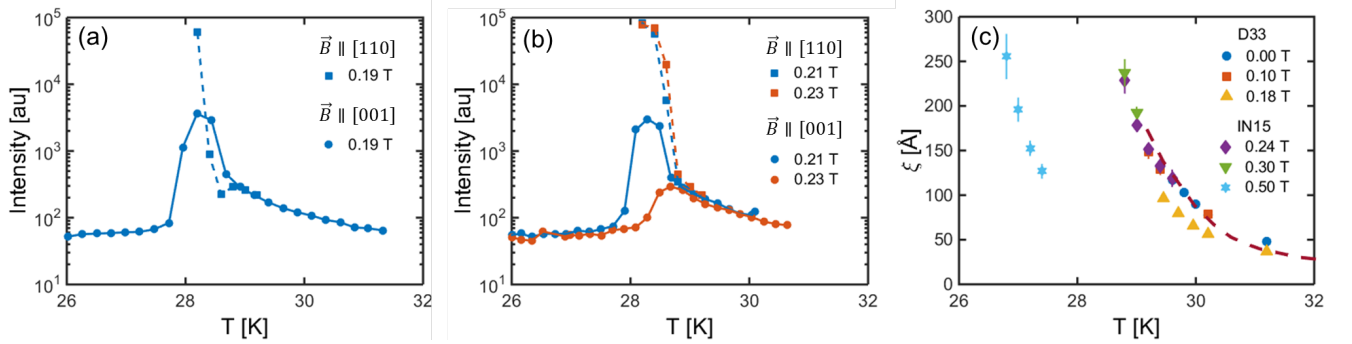 (a)
Intensity [au]
10^5
10^4
10^3
10^2
10^1
26
28
30
32
T [K]
B⃗ ∥ [110]
0.19 T
B⃗ ∥ [001]
0.19 T
(b)
Intensity [au]
10^5
10^4
10^3
10^2
10^1
26
28
30
32
T [K]
B⃗ ∥ [110]
0.21 T
0.23 T
B⃗ ∥ [001]
0.21 T
0.23 T
(c)
ξ [Å]
300
250
200
150
100
50
0
26
28
30
32
T [K]
D33
0.00 T
0.10 T
0.18 T
IN15
0.24 T
0.30 T
0.50 T